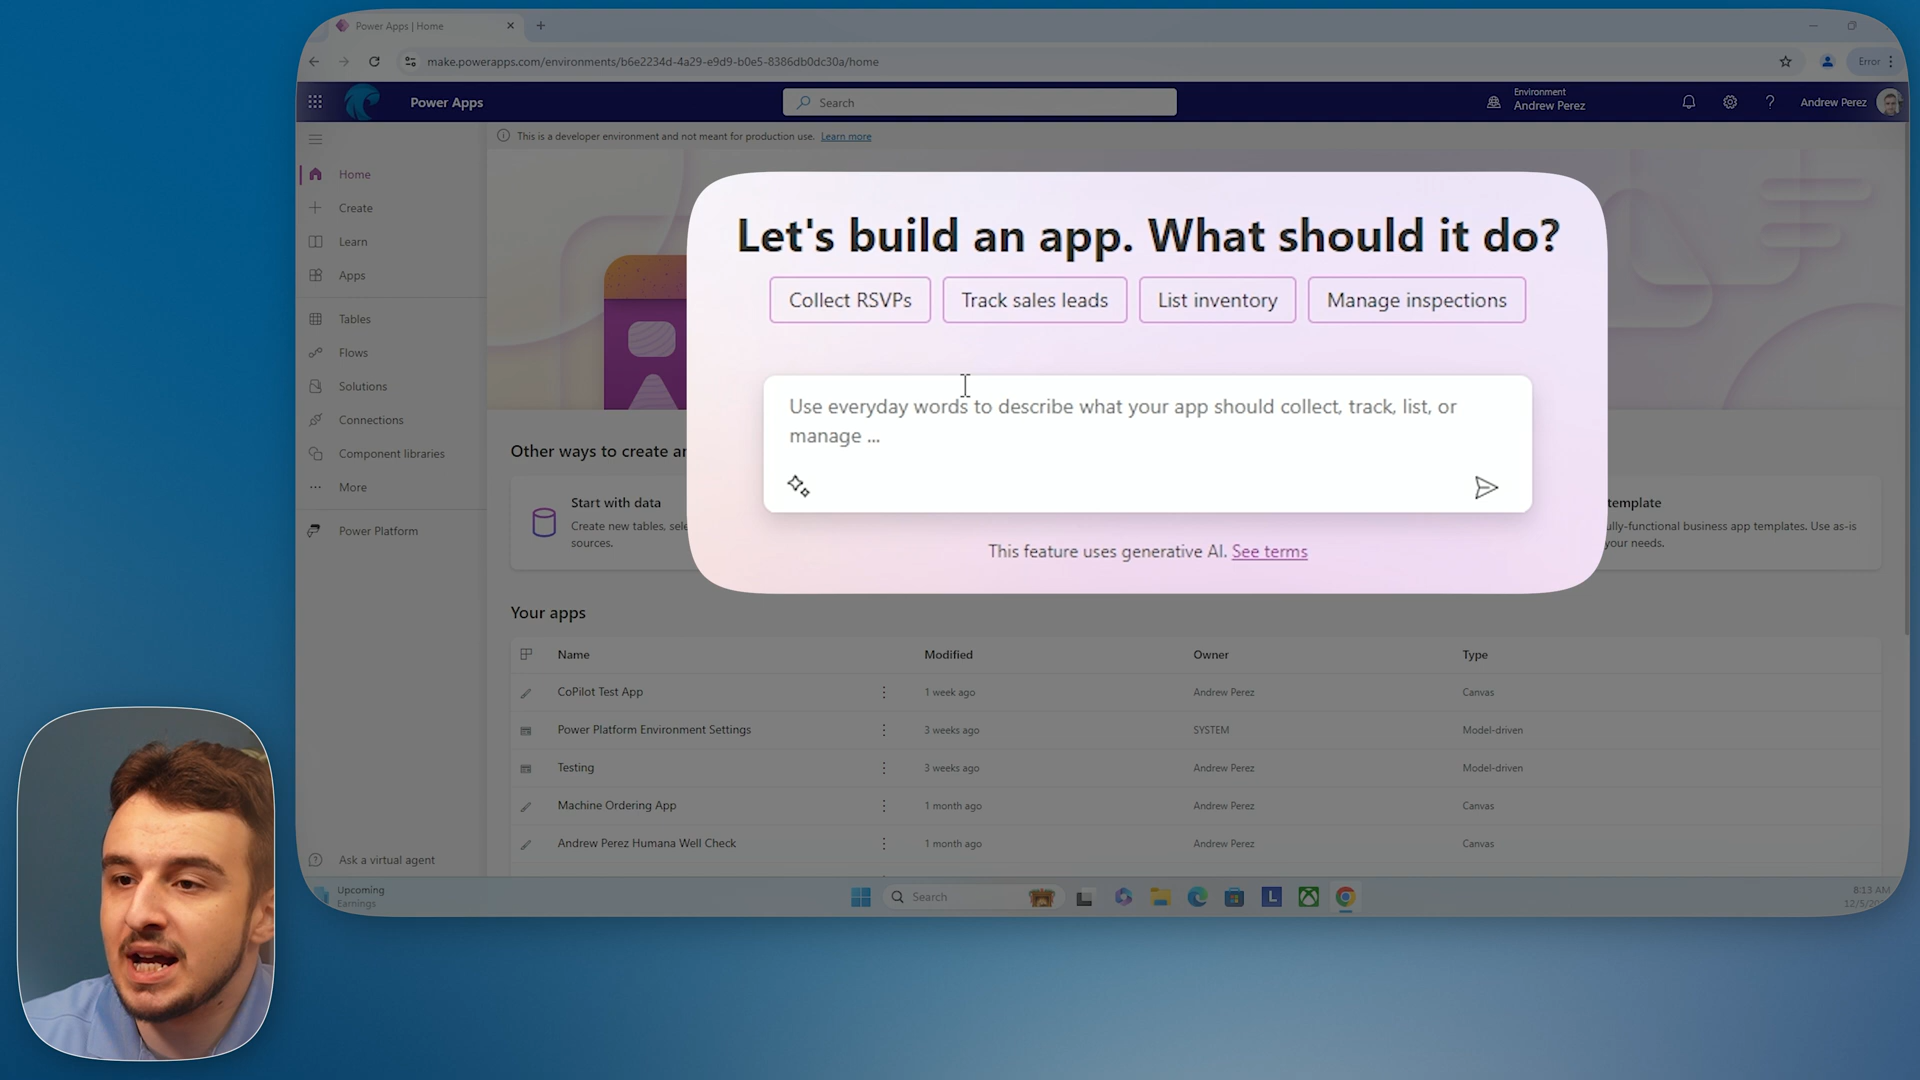 Power Apps | Home
make.powerapps.com/environments/b6e2234d-4a29-e9d9-b0e5-8386db0dc30a/home
Error
Power Apps
Search
Environment
Andrew Perez
Andrew Perez
This is a developer environment and not meant for production use. Learn more
Home
Create
Learn
Apps
Tables
Flows
Solutions
Connections
Component libraries
More
Power Platform
Ask a virtual agent
Let's build an app. What should it do?
Collect RSVPs
Track sales leads
List inventory
Manage inspections
Use everyday words to describe what your app should collect, track, list, or
manage ...
This feature uses generative AI. See terms
Other ways to create
Start with data
Create new tables,
sources.
template
fully-functional business app templates. Use as-is
your needs.
Your apps
Name Modified Owner Type
CoPilot Test App 1 week ago Andrew Perez Canvas
Power Platform Environment Settings 3 weeks ago SYSTEM Model-driven
Testing 3 weeks ago Andrew Perez Model-driven
Machine Ordering App 1 month ago Andrew Perez Canvas
Andrew Perez Humana Well Check 1 month ago Andrew Perez Canvas
Upcoming
Earnings
Search
8:13 AM
12/5/